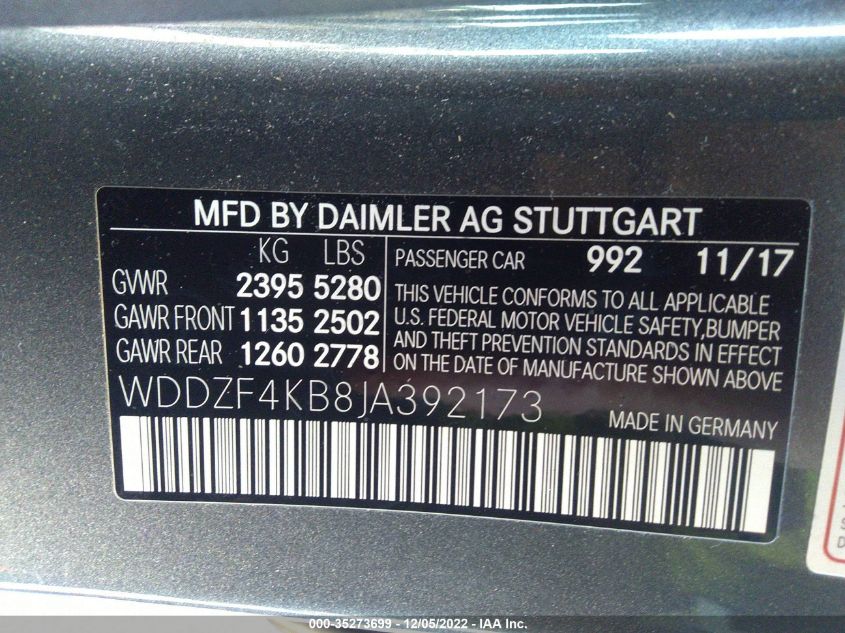 MFD BY DAIMLER AG STUTTGART
KG LBS
GVWR 2395 5280
GAWR FRONT 1135 2502
GAWR REAR 1260 2778
PASSENGER CAR 992 11/17
THIS VEHICLE CONFORMS TO ALL APPLICABLE
U.S. FEDERAL MOTOR VEHICLE SAFETY,BUMPER
AND THEFT PREVENTION STANDARDS IN EFFECT
ON THE DATE OF MANUFACTURE SHOWN ABOVE
WDDZF4KB8JA392173
MADE IN GERMANY
000-35273699 - 12/05/2022 - IAA Inc.